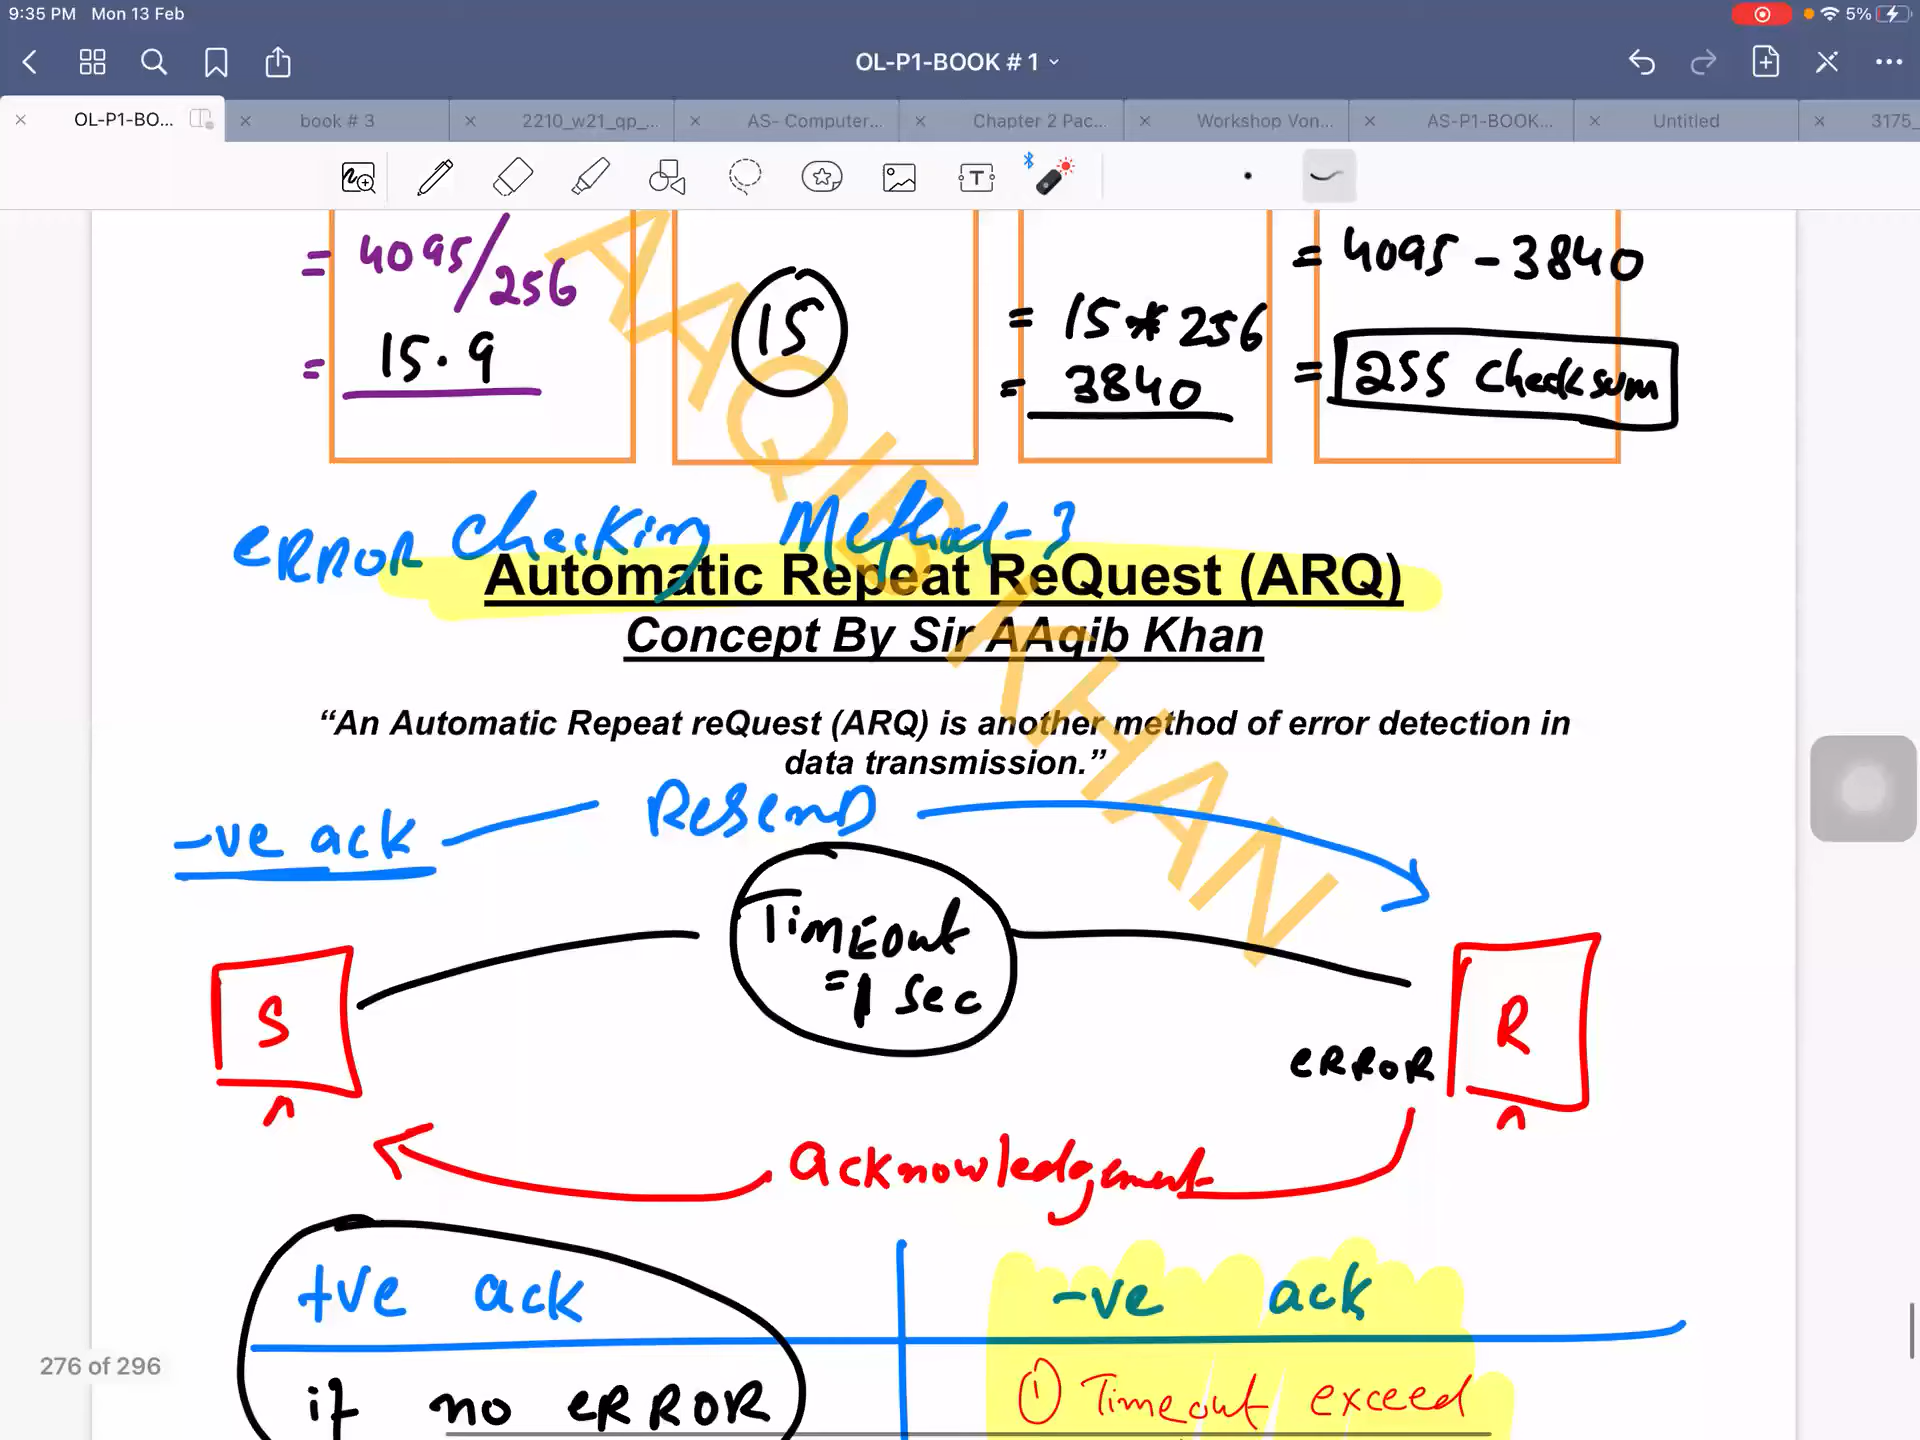 9:35 PM Mon 13 Feb
5%
OL-P1-BOOK # 1
OL-P1-BO...
book # 3
2210_w21_qp_...
AS- Computer...
Chapter 2 Pac...
Workshop Von...
AS-P1-BOOK...
Untitled
3175_
= 4095/256
= 15.9
15
= 15 * 256
= 3840
= 4095 - 3840
= 255 Checksum
AAQIB KHAN
ERROR Checking Method-3
Automatic Repeat ReQuest (ARQ)
Concept By Sir AAqib Khan
“An Automatic Repeat reQuest (ARQ) is another method of error detection in
data transmission.”
-ve ack
ReSenD
TimEOut
= 1 sec
S
R
eRROR
acknowledgement
+ve ack
-ve ack
if no eRROR
① Timeout exceed
276 of 296